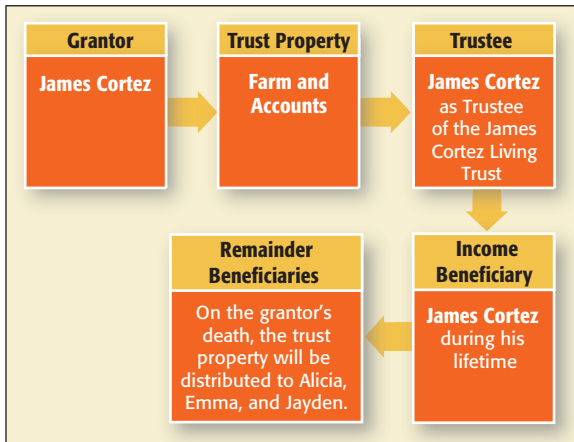 Grantor
James Cortez
Trust Property
Farm and
Accounts
Trustee
James Cortez
as Trustee
of the James
Cortez Living
Trust
Income
Beneficiary
James Cortez
during his
lifetime
Remainder
Beneficiaries
On the grantor's
death, the trust
property will be
distributed to Alicia,
Emma, and Jayden.